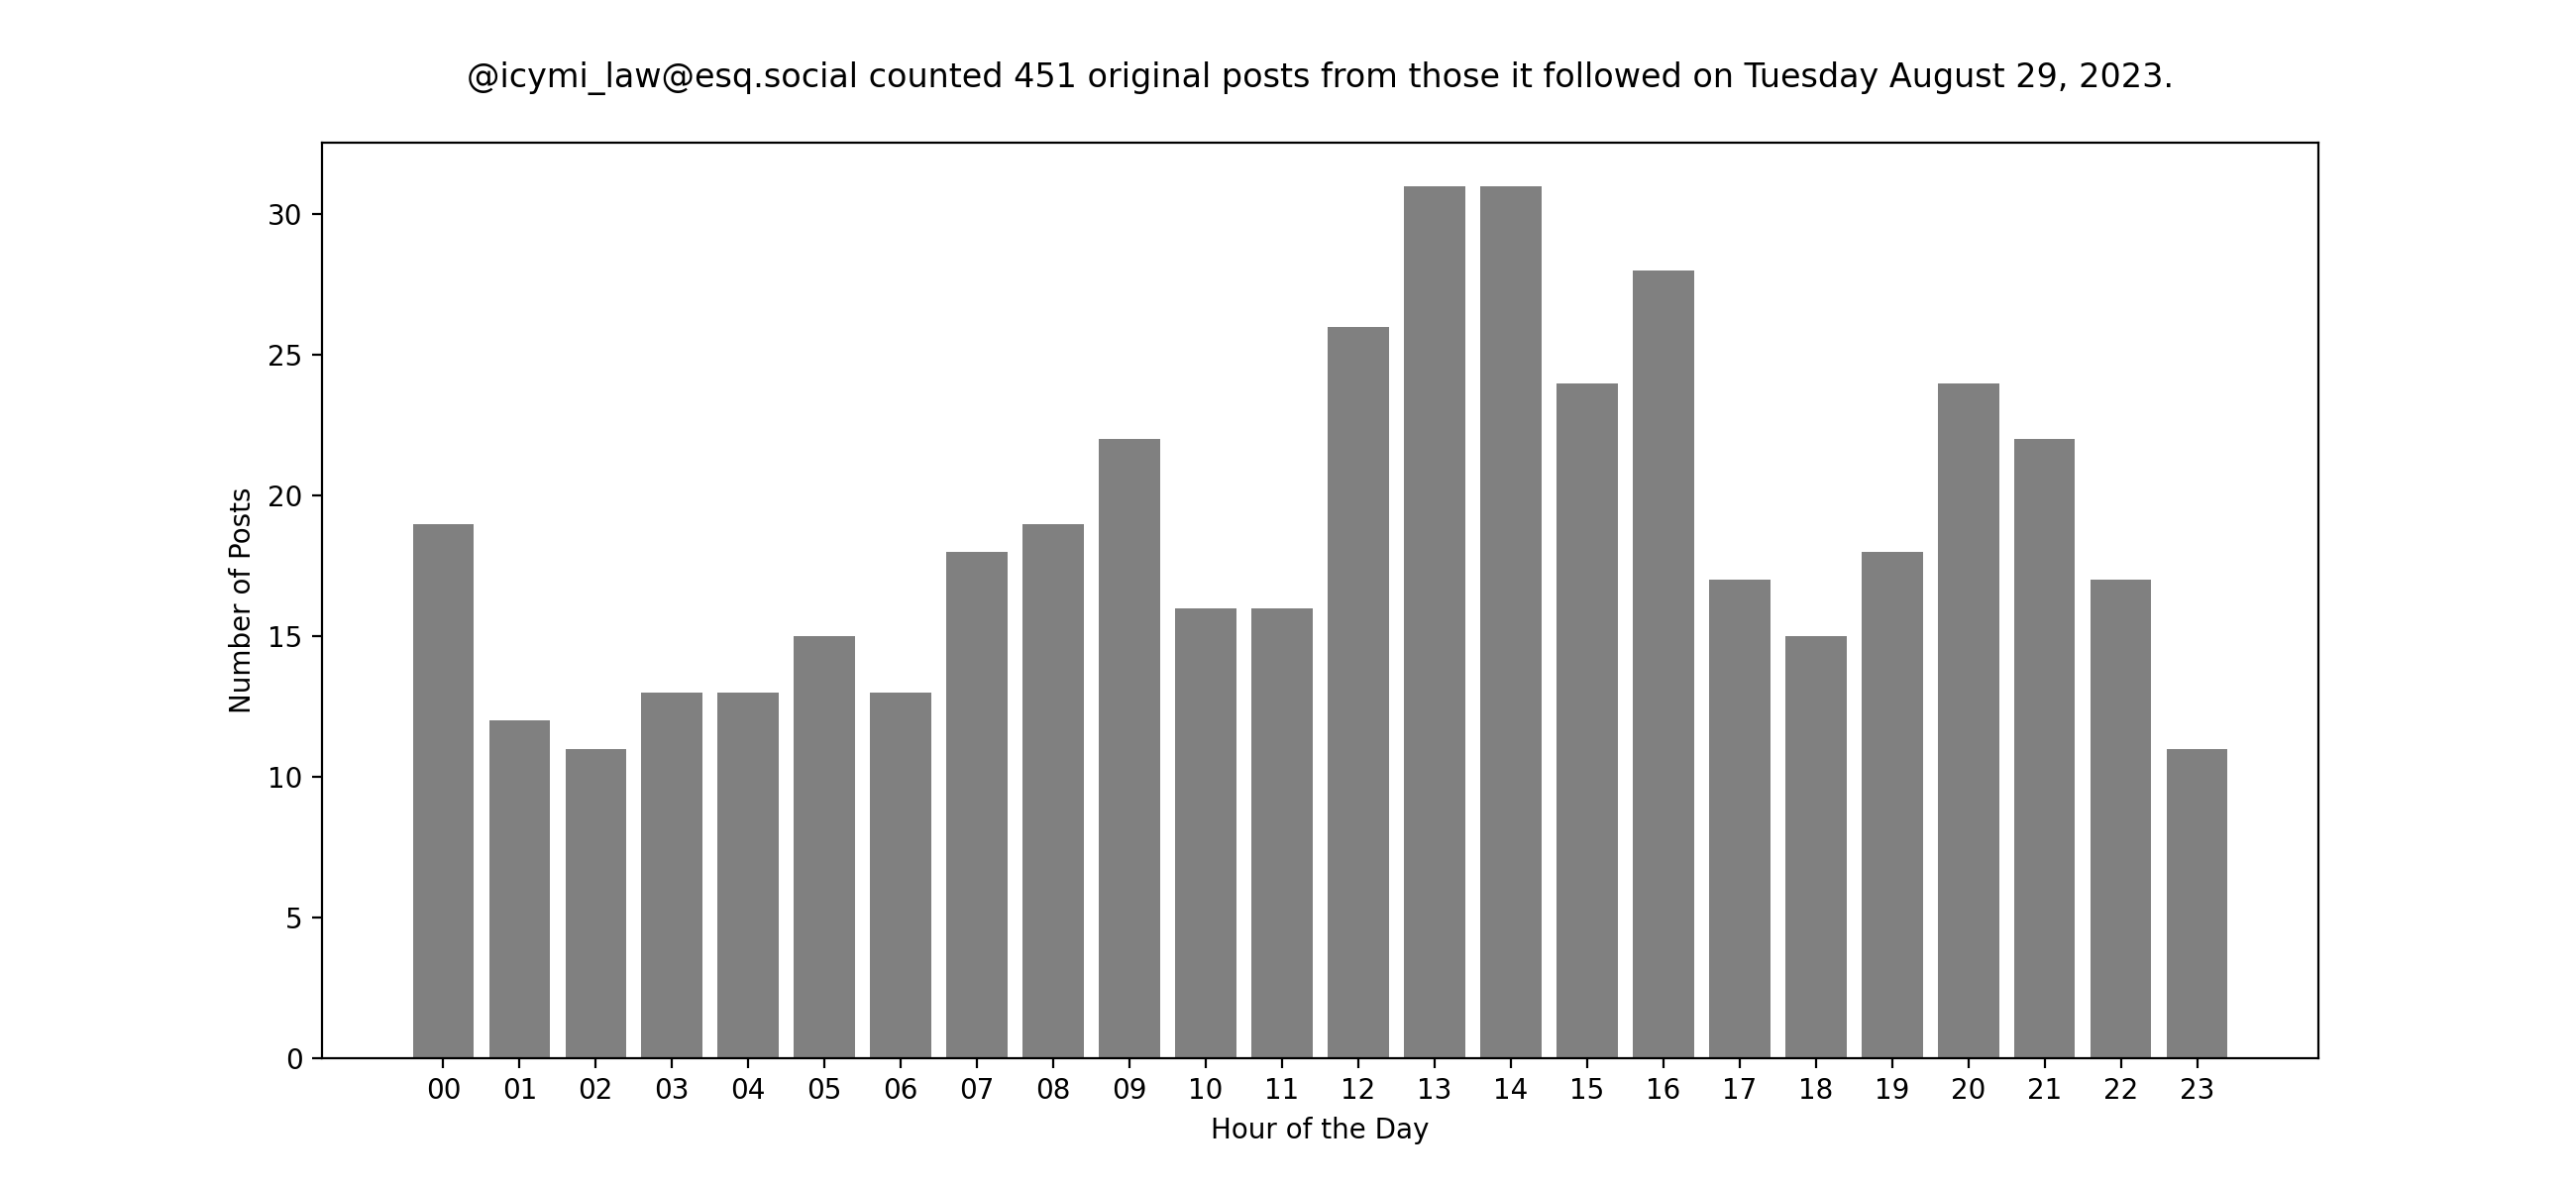 @icymi_law@esq.social counted 451 original posts from those it followed on Tuesday August 29, 2023.
Number of Posts
30
25
20
15
10
5
0
00 01 02 03 04 05 06 07 08 09 10 11 12 13 14 15 16 17 18 19 20 21 22 23
Hour of the Day